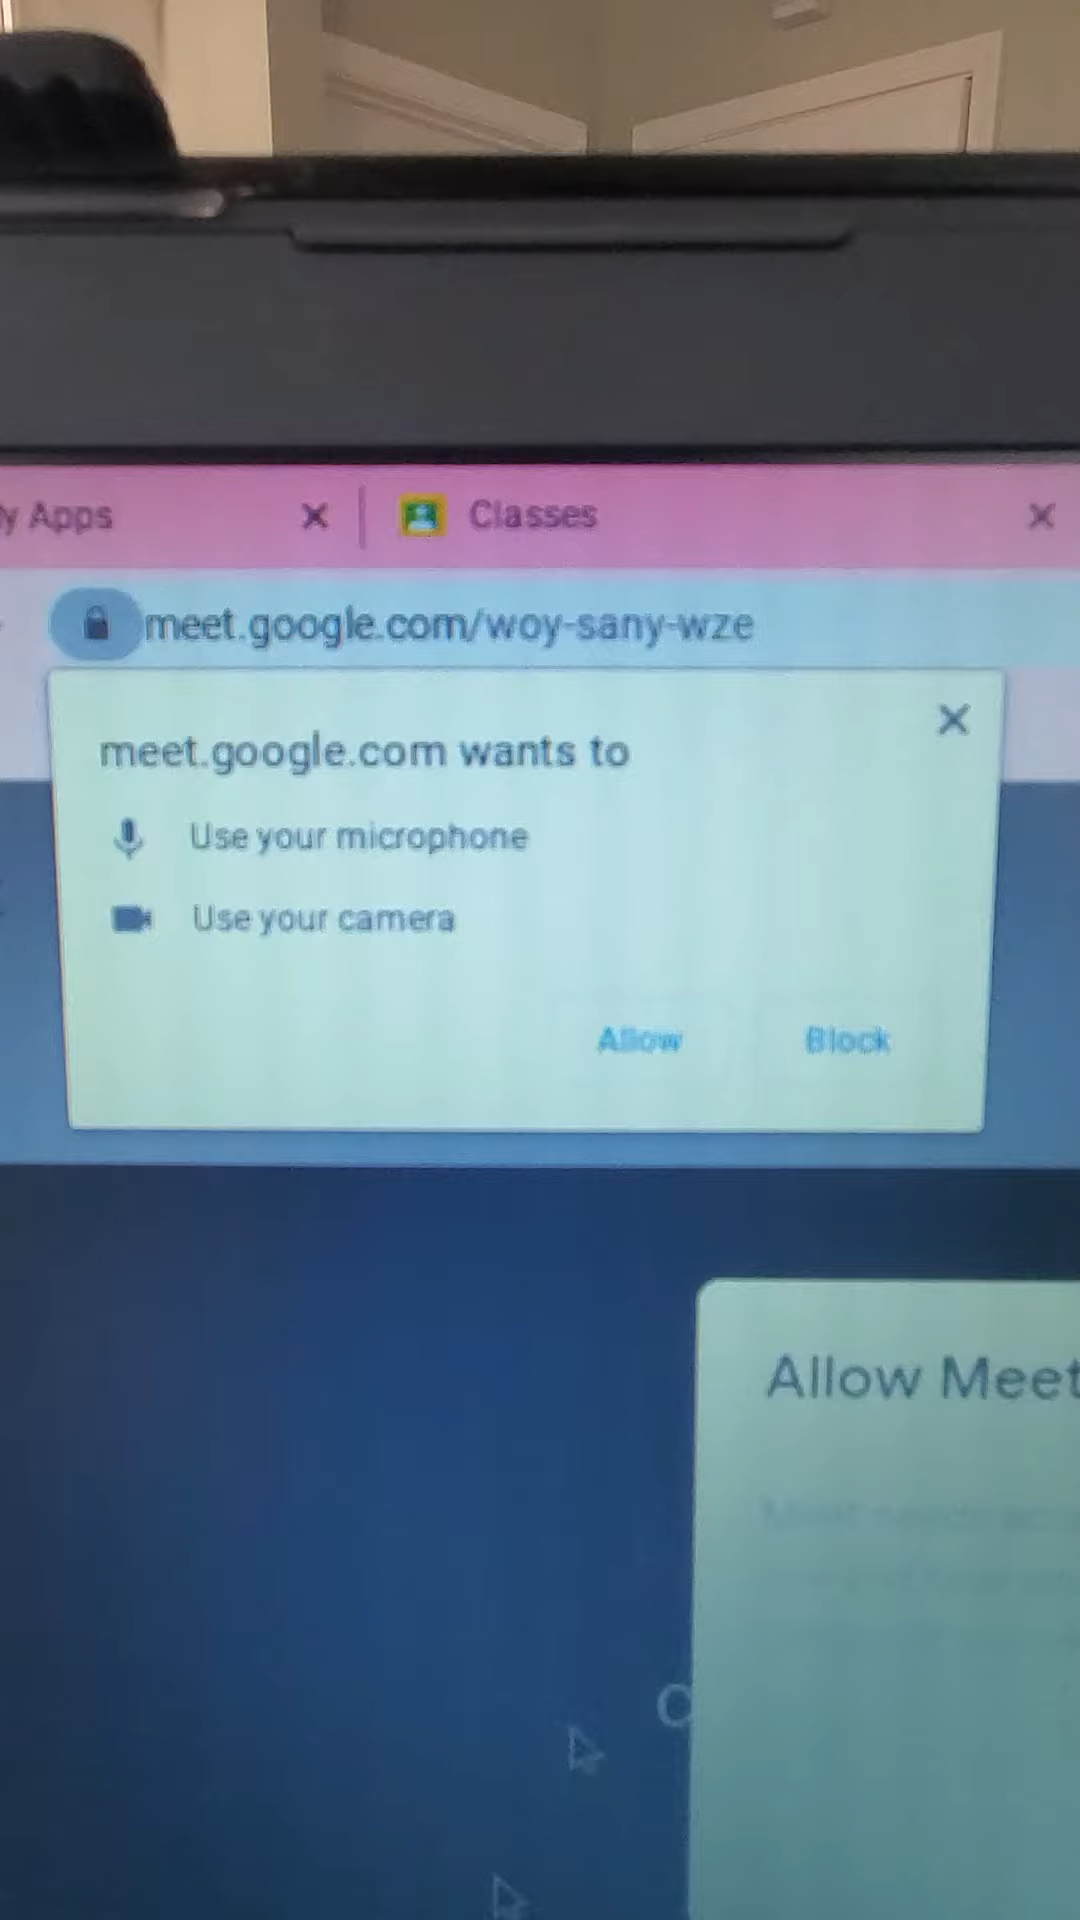 y Apps
Classes
meet.google.com/woy-sany-wze
meet.google.com wants to
Use your microphone
Use your camera
Allow
Block
Allow Meet